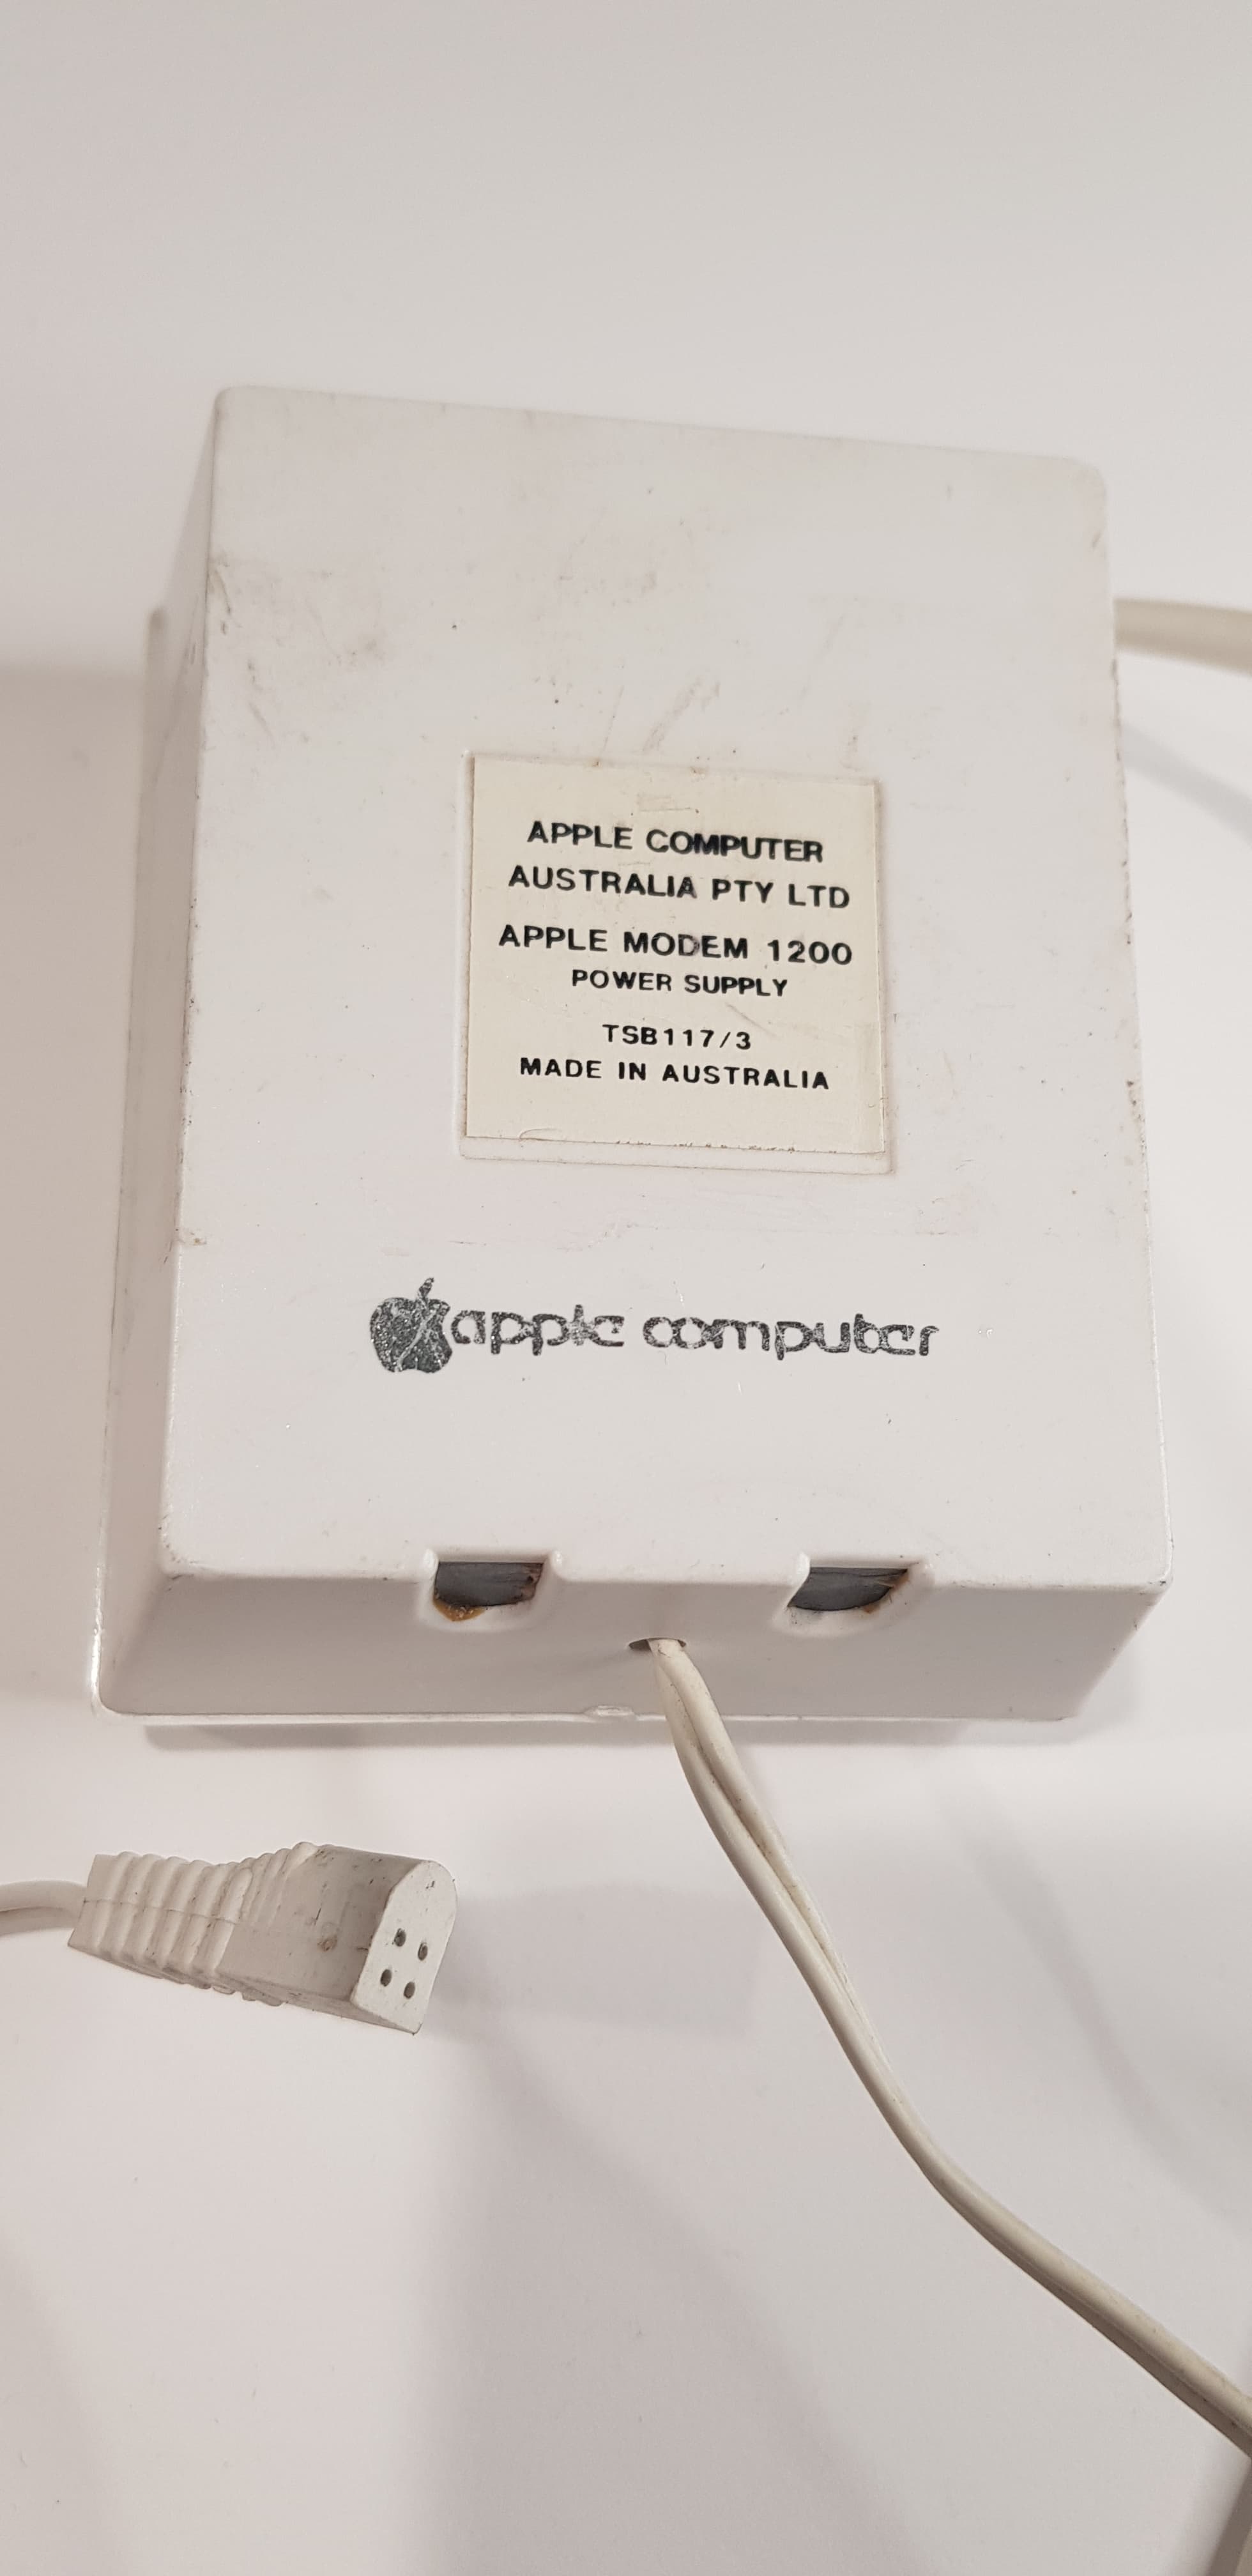 APPLE COMPUTER
AUSTRALIA PTY LTD
APPLE MODEM 1200
POWER SUPPLY
TSB117/3
MADE IN AUSTRALIA
apple computer